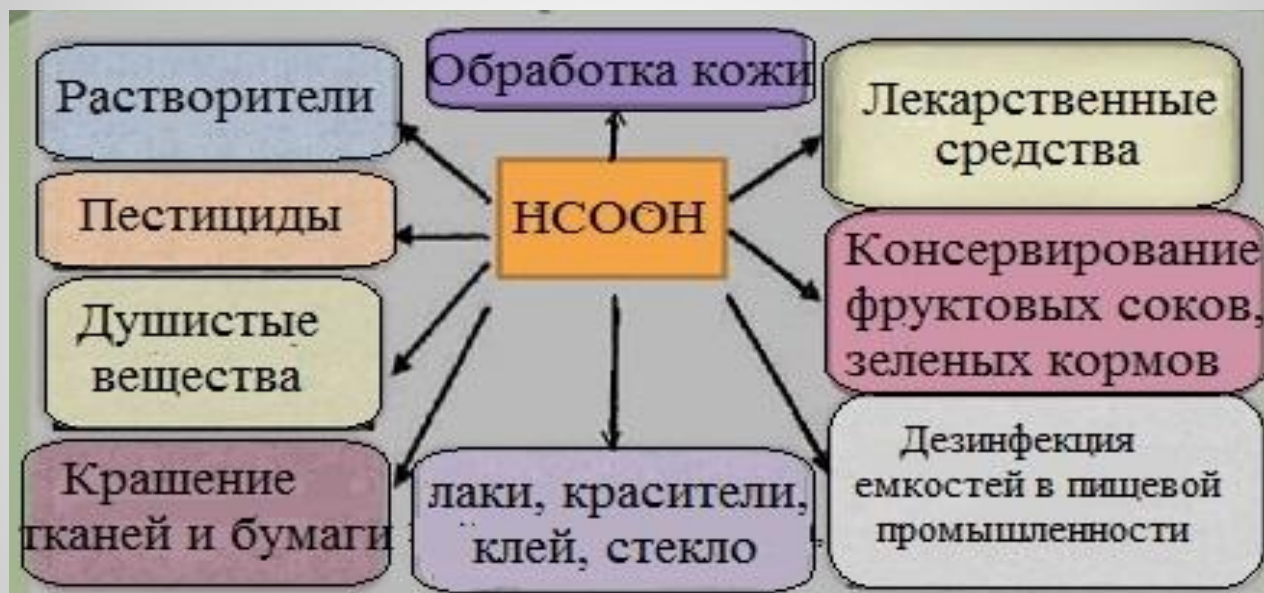 Обработка кожи
Растворители
Лекарственные
средства
НСООН
Пестициды
Консервирование
фруктовых соков,
зеленых кормов
Душистые
вещества
Крашение
тканей и бумаги
лаки, красители,
клей, стекло
Дезинфекция
емкостей в пищевой
промышленности